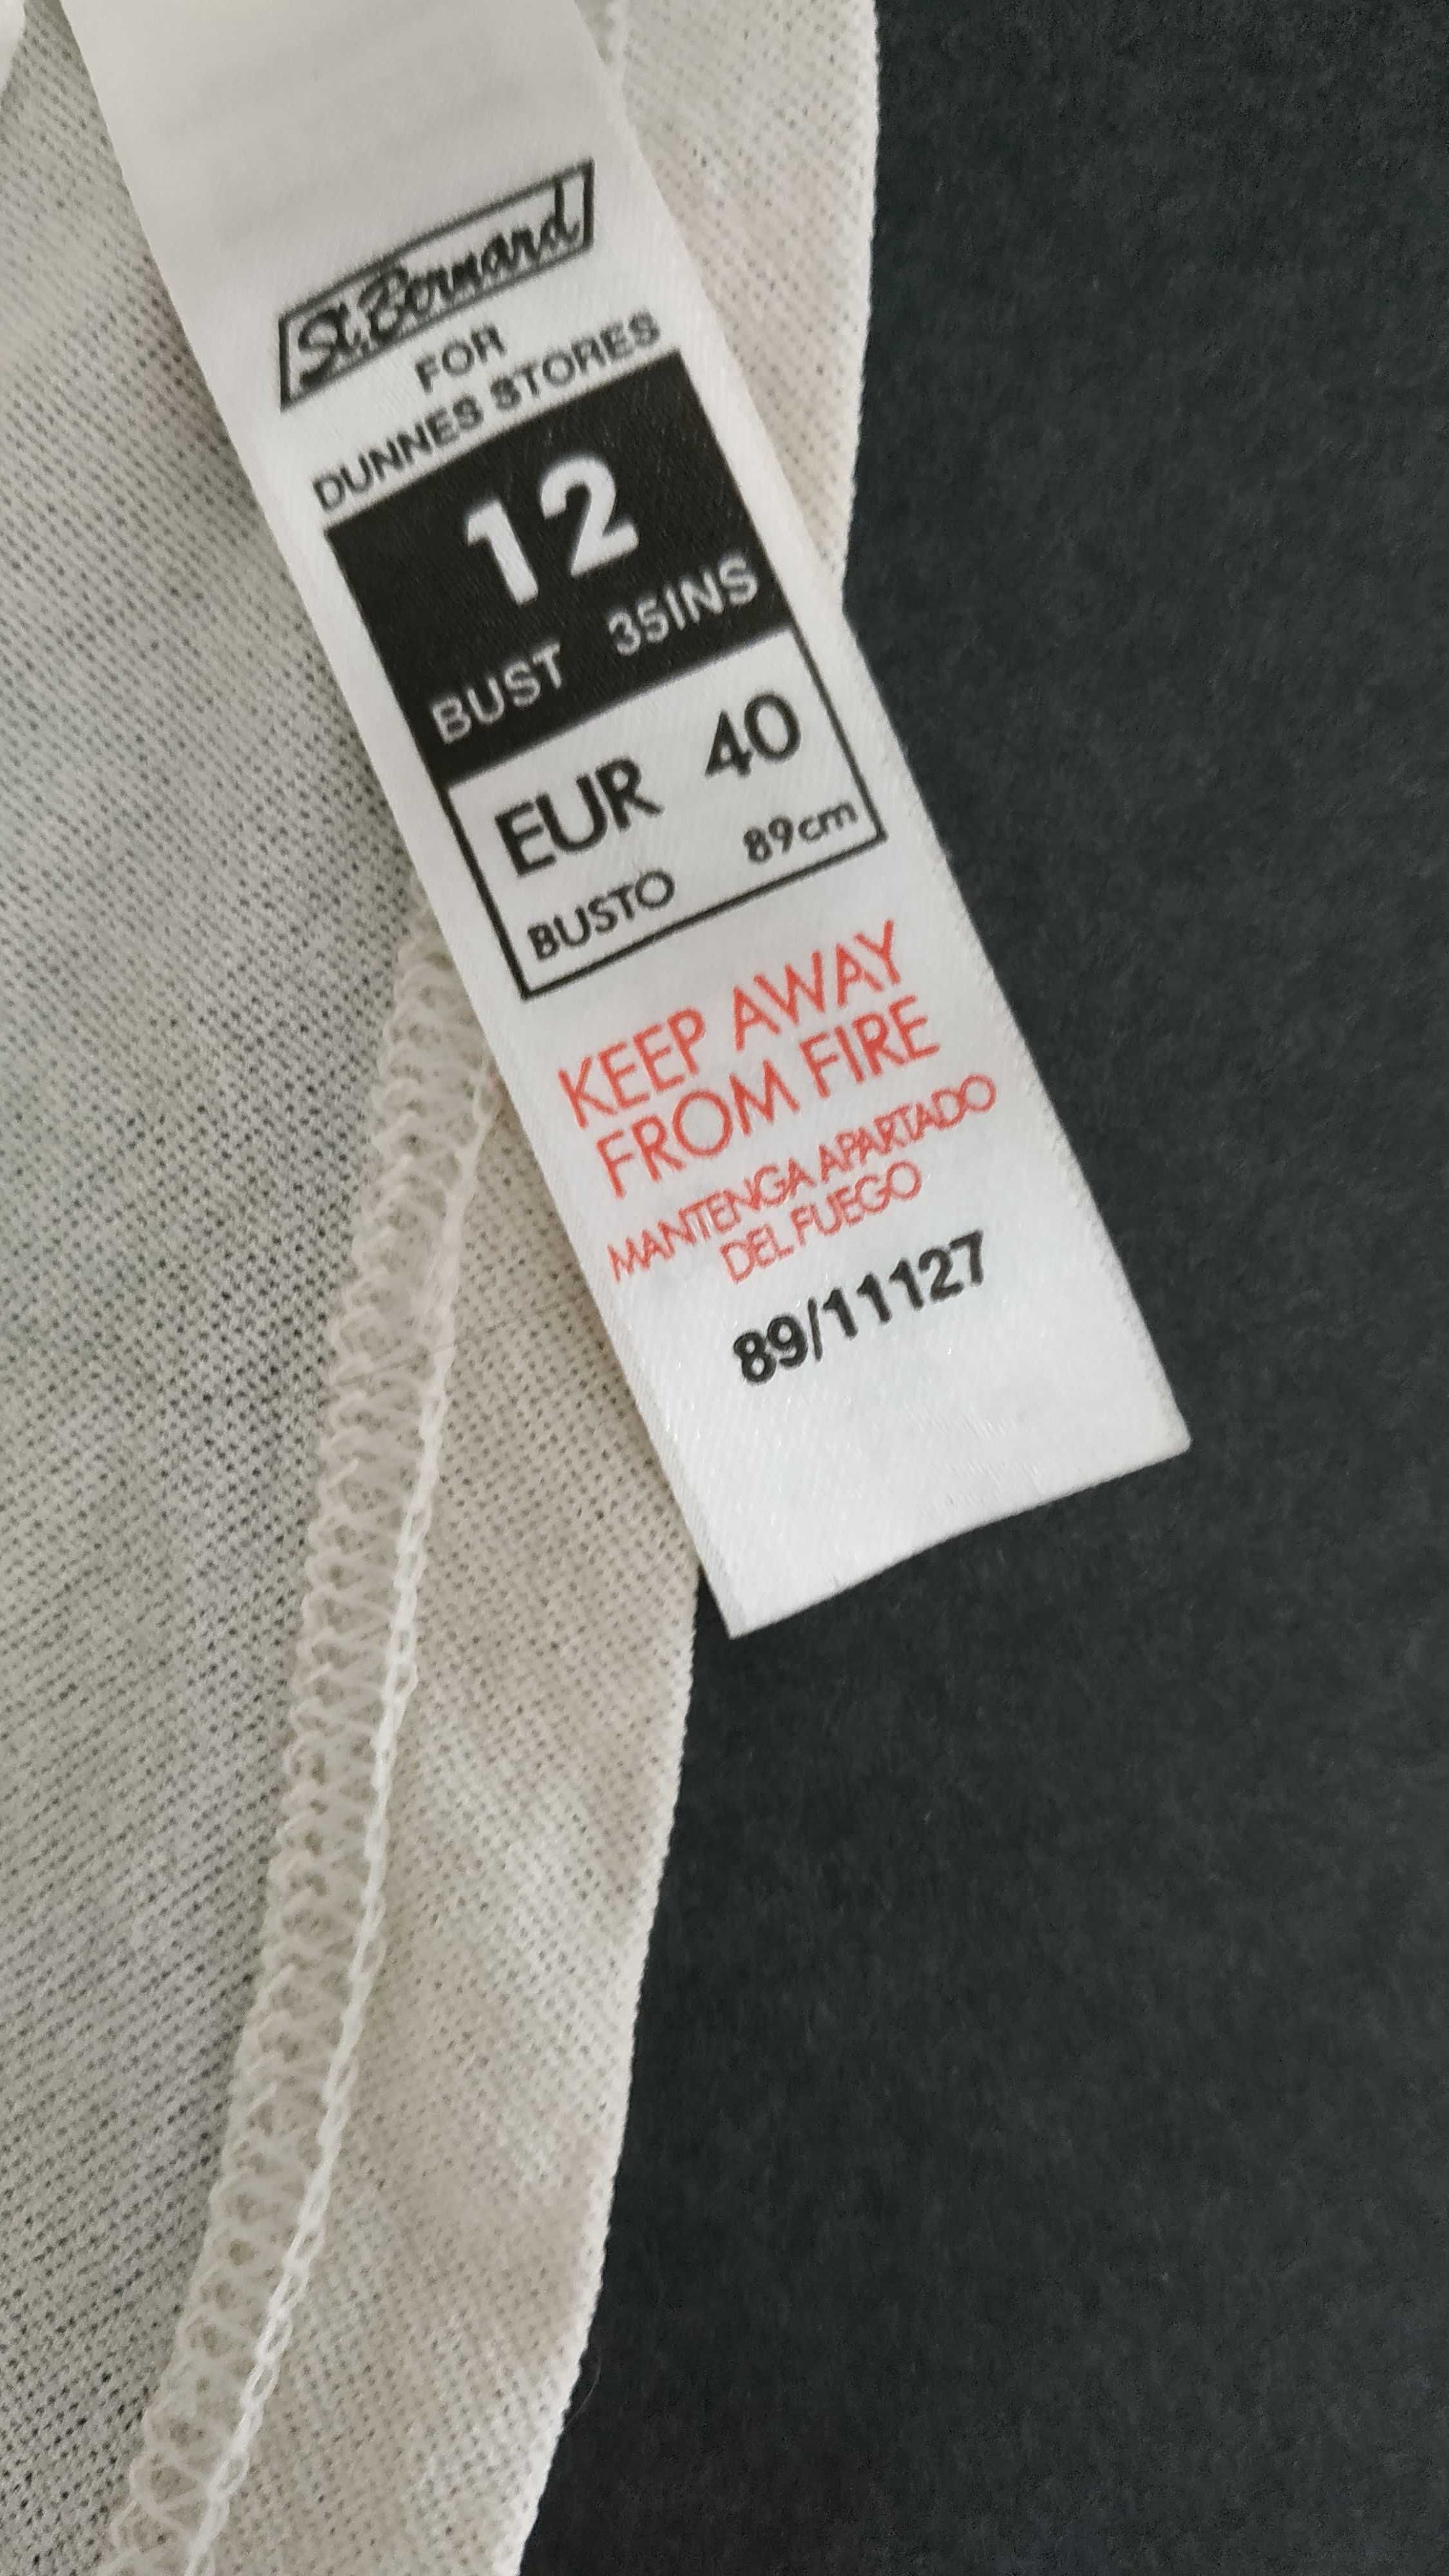 St. Bernard
FOR
DUNNES STORES
12
BUST 35INS
EUR 40
BUSTO 89cm
KEEP AWAY
FROM FIRE
MANTENGA APARTADO
DEL FUEGO
89/11127